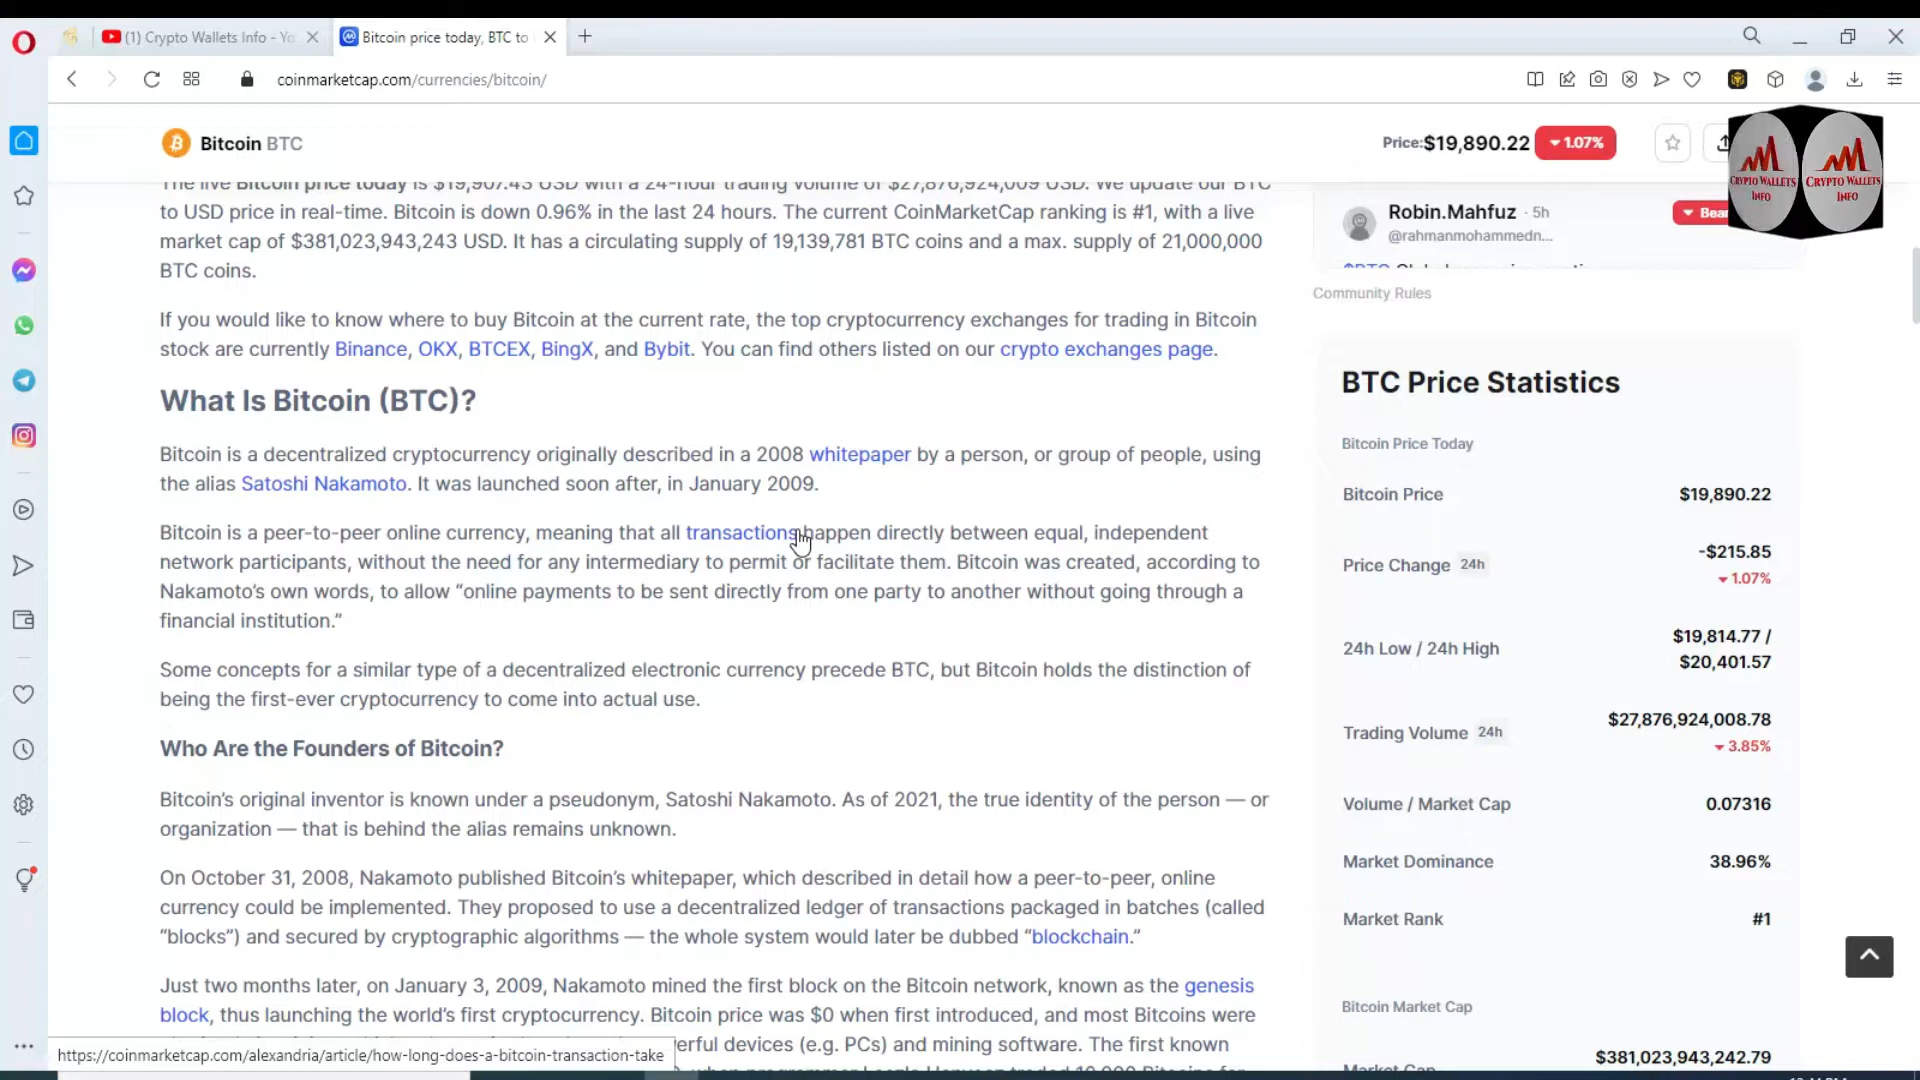 (1) Crypto Wallets Info - Yo
Bitcoin price today, BTC to
coinmarketcap.com/currencies/bitcoin/
Bitcoin BTC
Price:$19,890.22
1.07%
CRYPTO WALLETS INFO
CRYPTO WALLETS INFO
The live Bitcoin price today is $19,907.43 USD with a 24-hour trading volume of $27,876,924,009 USD. We update our BTC
to USD price in real-time. Bitcoin is down 0.96% in the last 24 hours. The current CoinMarketCap ranking is #1, with a live
market cap of $381,023,943,243 USD. It has a circulating supply of 19,139,781 BTC coins and a max. supply of 21,000,000
BTC coins.
If you would like to know where to buy Bitcoin at the current rate, the top cryptocurrency exchanges for trading in Bitcoin
stock are currently Binance, OKX, BTCEX, BingX, and Bybit. You can find others listed on our crypto exchanges page.
What Is Bitcoin (BTC)?
Bitcoin is a decentralized cryptocurrency originally described in a 2008 whitepaper by a person, or group of people, using
the alias Satoshi Nakamoto. It was launched soon after, in January 2009.
Bitcoin is a peer-to-peer online currency, meaning that all transactions happen directly between equal, independent
network participants, without the need for any intermediary to permit or facilitate them. Bitcoin was created, according to
Nakamoto’s own words, to allow “online payments to be sent directly from one party to another without going through a
financial institution.”
Some concepts for a similar type of a decentralized electronic currency precede BTC, but Bitcoin holds the distinction of
being the first-ever cryptocurrency to come into actual use.
Who Are the Founders of Bitcoin?
Bitcoin’s original inventor is known under a pseudonym, Satoshi Nakamoto. As of 2021, the true identity of the person — or
organization — that is behind the alias remains unknown.
On October 31, 2008, Nakamoto published Bitcoin’s whitepaper, which described in detail how a peer-to-peer, online
currency could be implemented. They proposed to use a decentralized ledger of transactions packaged in batches (called
“blocks”) and secured by cryptographic algorithms — the whole system would later be dubbed “blockchain.”
Just two months later, on January 3, 2009, Nakamoto mined the first block on the Bitcoin network, known as the genesis
block, thus launching the world’s first cryptocurrency. Bitcoin price was $0 when first introduced, and most Bitcoins were
erful devices (e.g. PCs) and mining software. The first known
https://coinmarketcap.com/alexandria/article/how-long-does-a-bitcoin-transaction-take
Robin.Mahfuz · 5h
Bear
@rahmanmohammedn...
Community Rules
BTC Price Statistics
Bitcoin Price Today
Bitcoin Price
$19,890.22
Price Change 24h
-$215.85
1.07%
24h Low / 24h High
$19,814.77 /
$20,401.57
Trading Volume 24h
$27,876,924,008.78
3.85%
Volume / Market Cap
0.07316
Market Dominance
38.96%
Market Rank
#1
Bitcoin Market Cap
Market Cap
$381,023,943,242.79